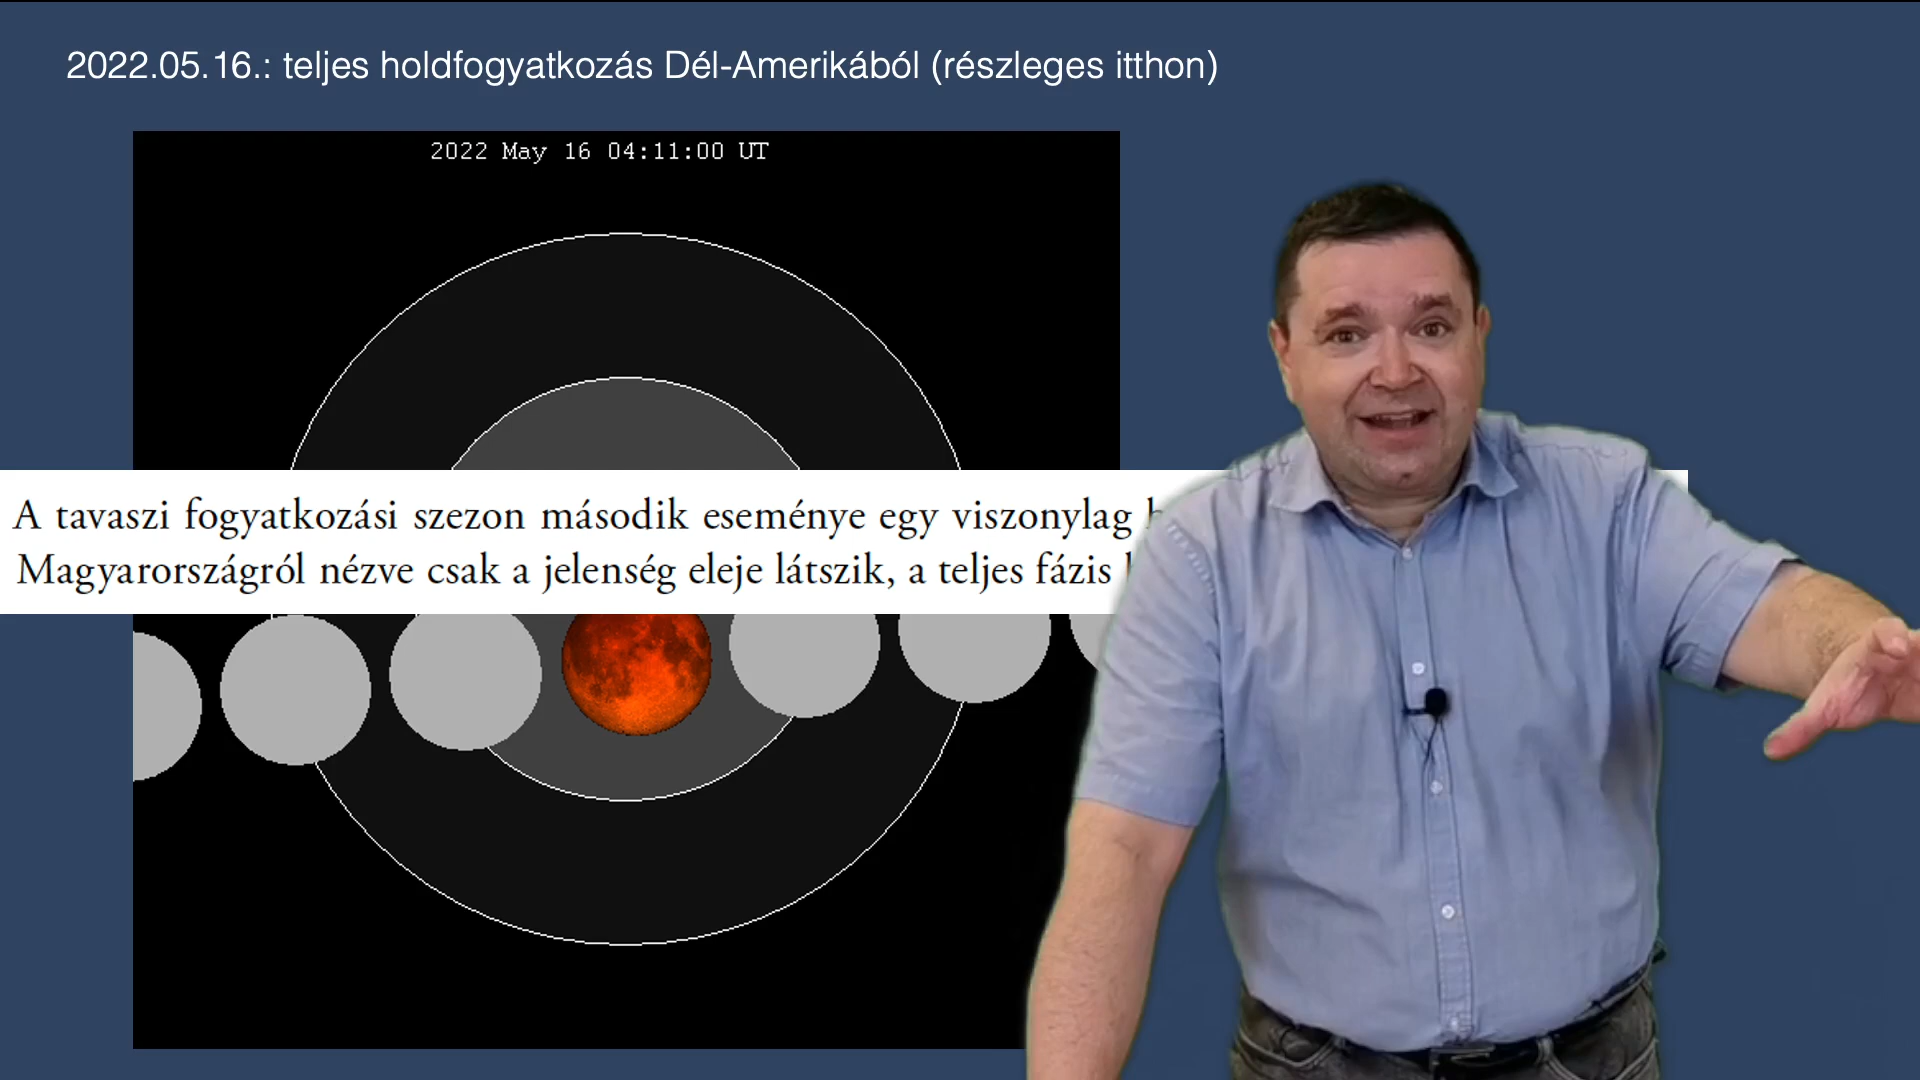 2022.05.16.: teljes holdfogyatkozás Dél-Amerikából (részleges itthon)
2022 May 16 04:11:00 UT
A tavaszi fogyatkozási szezon második eseménye egy viszonylag
Magyarországról nézve csak a jelenség eleje látszik, a teljes fázis